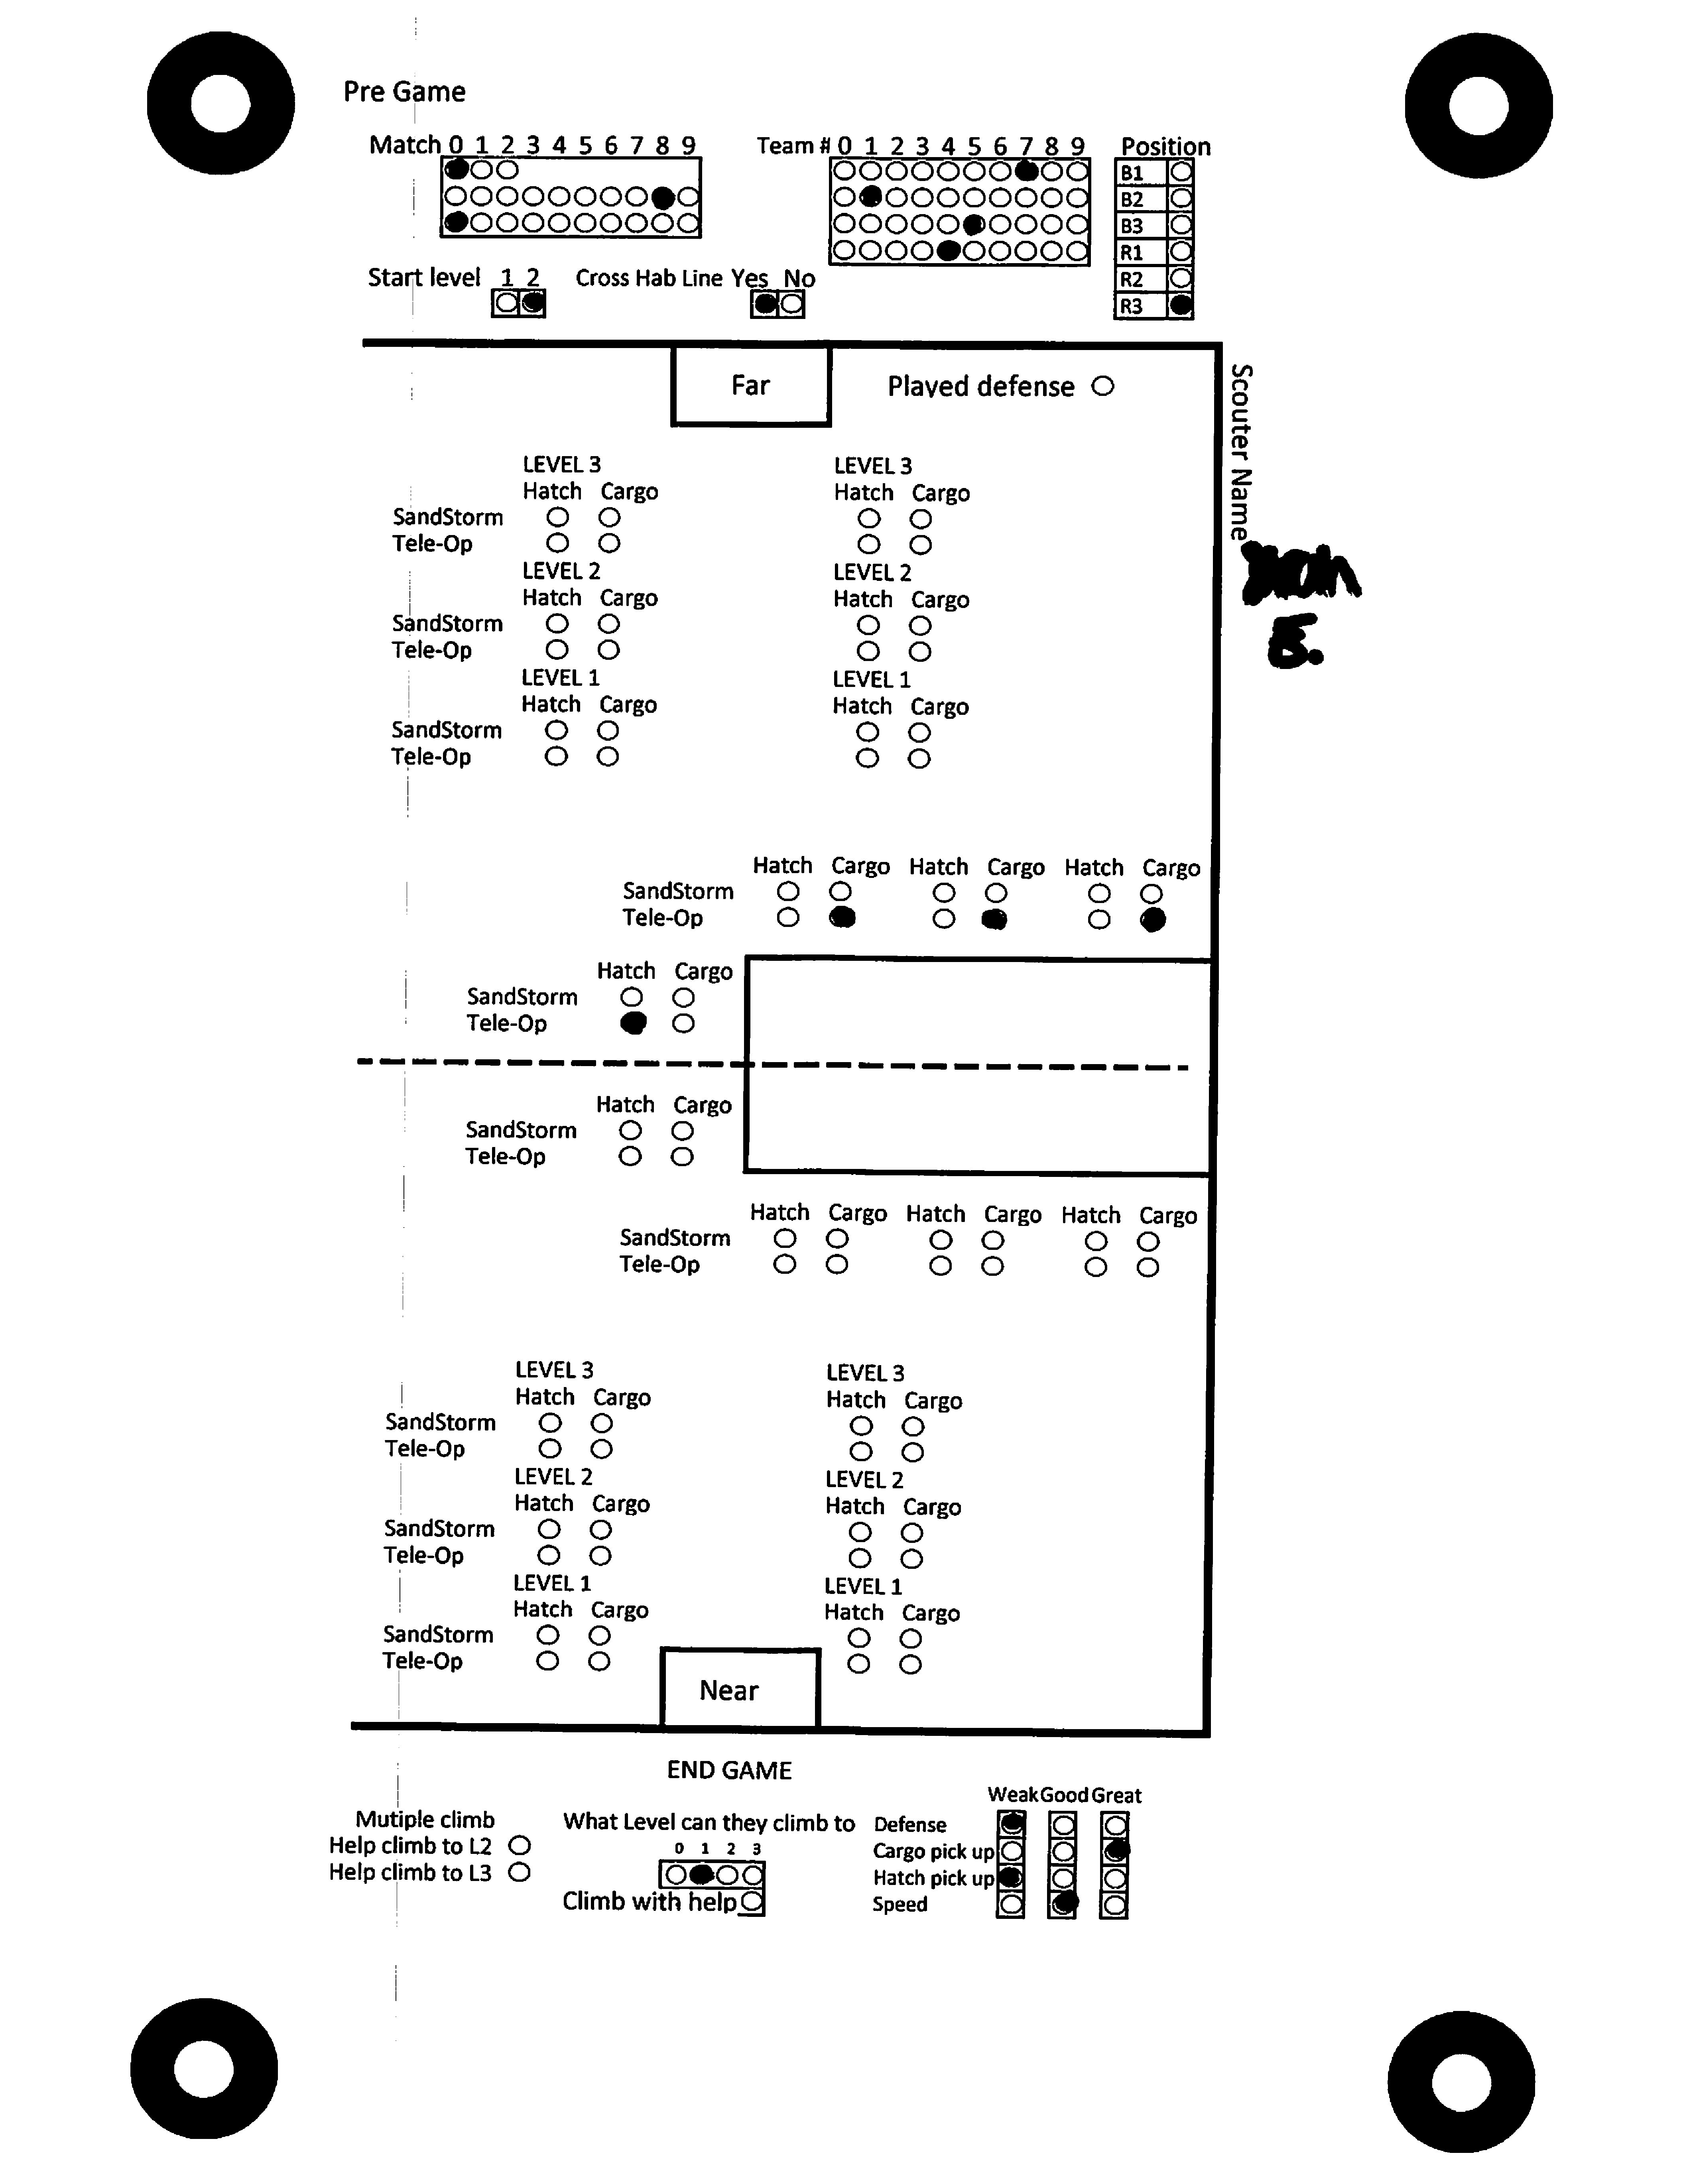 Pre Game
Match 0 1 2 3 4 5 6 7 8 9
Team # 0 1 2 3 4 5 6 7 8 9
Position
B1
B2
B3
R1
R2
R3
Start level 1 2
Cross Hab Line Yes No
Far
Played defense
Scouter Name
E.
LEVEL 3 LEVEL 3
Hatch Cargo Hatch Cargo
SandStorm
Tele-Op
LEVEL 2 LEVEL 2
Hatch Cargo Hatch Cargo
SandStorm
Tele-Op
LEVEL 1 LEVEL 1
Hatch Cargo Hatch Cargo
SandStorm
Tele-Op
Hatch Cargo Hatch Cargo Hatch Cargo
SandStorm
Tele-Op
Hatch Cargo
SandStorm
Tele-Op
Hatch Cargo
SandStorm
Tele-Op
Hatch Cargo Hatch Cargo Hatch Cargo
SandStorm
Tele-Op
LEVEL 3 LEVEL 3
Hatch Cargo Hatch Cargo
SandStorm
Tele-Op
LEVEL 2 LEVEL 2
Hatch Cargo Hatch Cargo
SandStorm
Tele-Op
LEVEL 1 LEVEL 1
Hatch Cargo Hatch Cargo
SandStorm
Tele-Op
Near
END GAME
Mutiple climb
Help climb to L2
Help climb to L3
What Level can they climb to
0 1 2 3
Climb with help
Weak Good Great
Defense
Cargo pick up
Hatch pick up
Speed